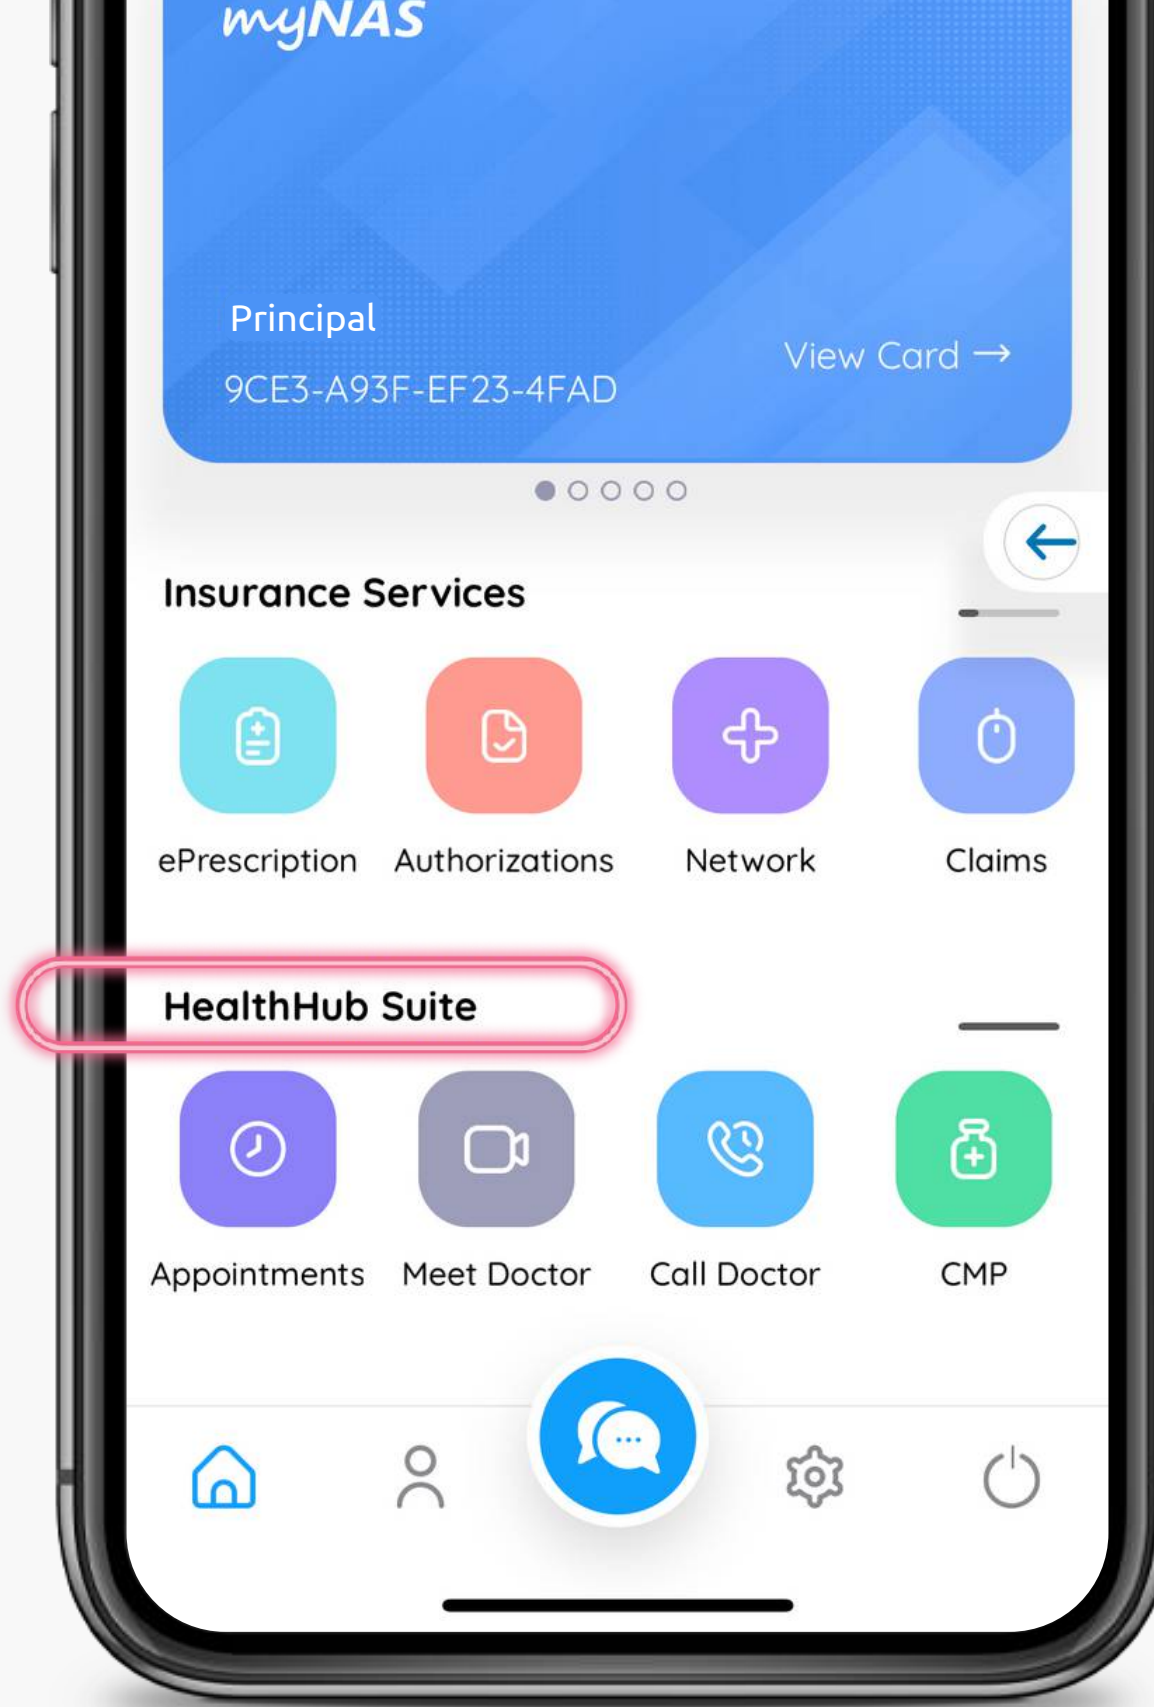 myNAS
Principal
View Card →
9CE3-A93F-EF23-4FAD
Insurance Services
ePrescription Authorizations Network Claims
HealthHub Suite
Appointments Meet Doctor Call Doctor CMP